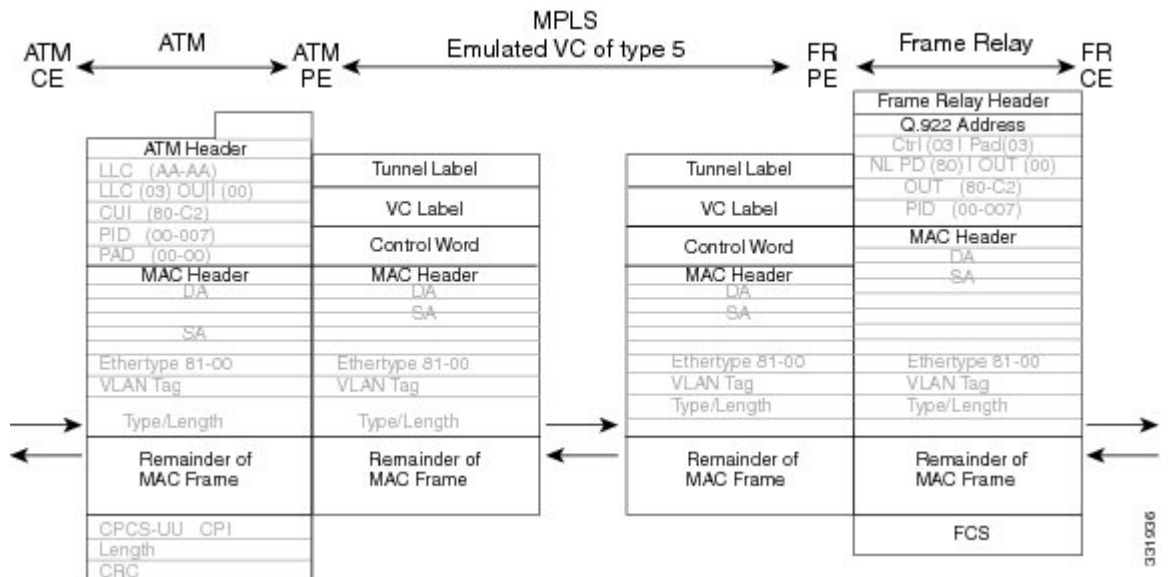 MPLS
Emulated VC of type 5
ATM CE
ATM
ATM PE
FR PE
Frame Relay
FR CE
ATM Header
LLC (AA-AA)
LLC (03) OU|I (00)
CUI (80-C2)
PID (00-007)
PAD (00-00)
MAC Header
DA
SA
Ethertype 81-00
VLAN Tag
Type/Length
Remainder of
MAC Frame
CPCS-UU CPI
Length
CRC
Tunnel Label
VC Label
Control Word
MAC Header
DA
SA
Ethertype 81-00
VLAN Tag
Type/Length
Remainder of
MAC Frame
Tunnel Label
VC Label
Control Word
MAC Header
DA
SA
Ethertype 81-00
VLAN Tag
Type/Length
Remainder of
MAC Frame
Frame Relay Header
Q.922 Address
Ctrl (03 I Pad(03)
NL PD (80) I OUT (00)
OUT (80-C2)
PID (00-007)
MAC Header
DA
SA
Ethertype 81-00
VLAN Tag
Type/Length
Remainder of
MAC Frame
FCS
331936